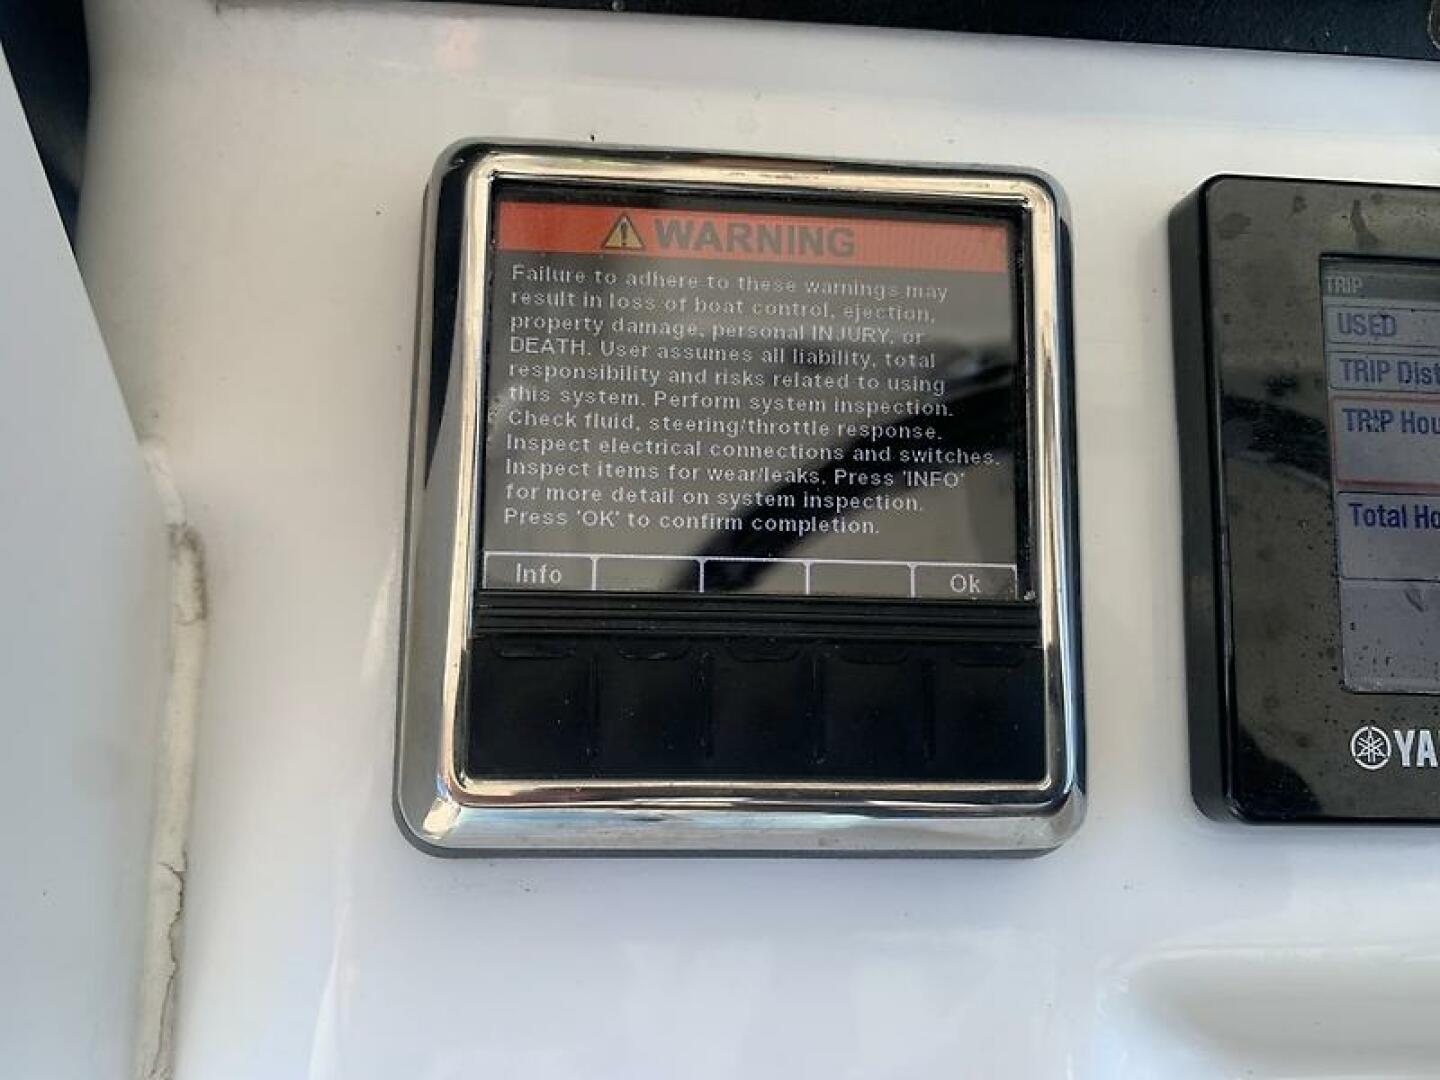 WARNING
Failure to adhere to these warnings may
result in loss of boat control, ejection,
property damage, personal INJURY, or
DEATH. User assumes all liability, total
responsibility and risks related to using
this system. Perform system inspection.
Check fluid, steering/throttle response.
Inspect electrical connections and switches.
Inspect items for wear/leaks. Press 'INFO'
for more detail on system inspection.
Press 'OK' to confirm completion.
Info
Ok
TRIP
USED
TRIP Dist
TRIP Hou
Total Ho
YA